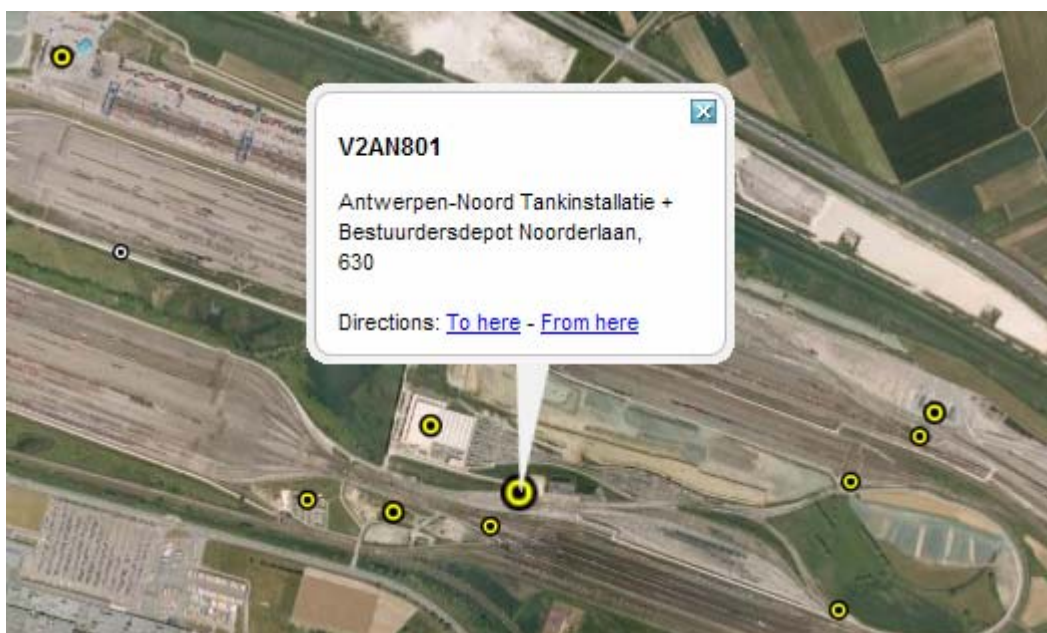 V2AN801
Antwerpen-Noord Tankinstallatie +
Bestuurdersdepot Noorderlaan,
630
Directions: To here - From here